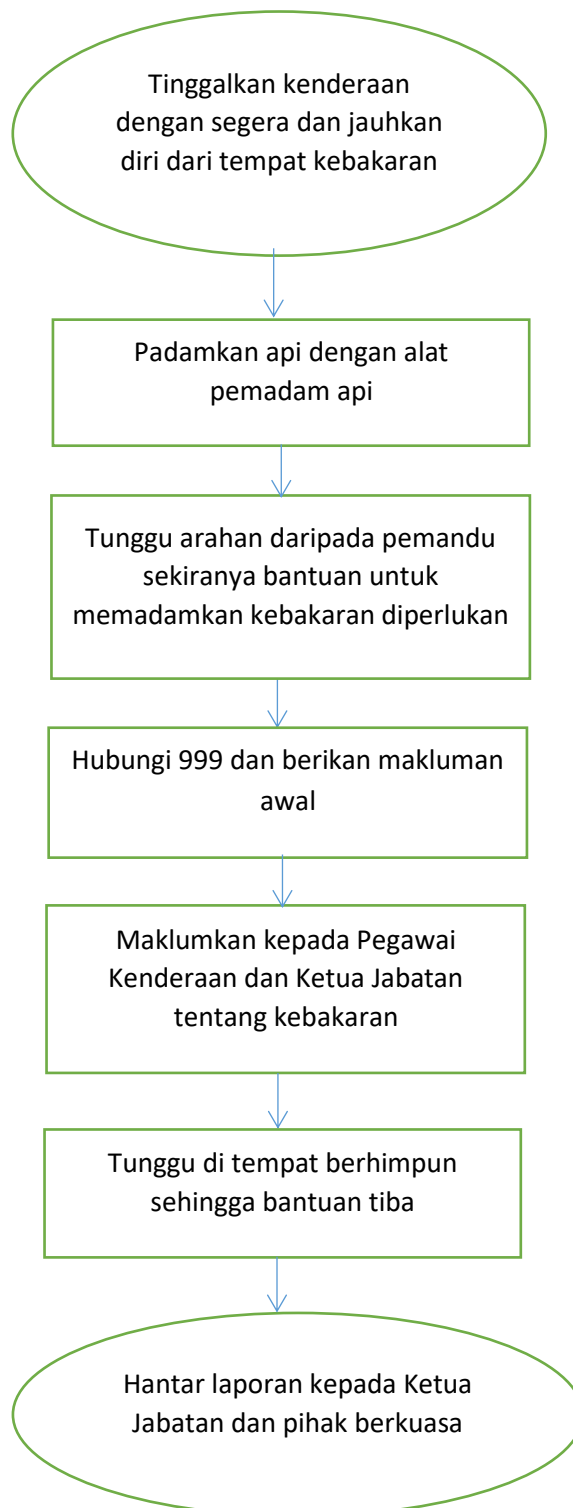 Tinggalkan kenderaan
dengan segera dan jauhkan
diri dari tempat kebakaran
Padamkan api dengan alat
pemadam api
Tunggu arahan daripada pemandu
sekiranya bantuan untuk
memadamkan kebakaran diperlukan
Hubungi 999 dan berikan makluman
awal
Maklumkan kepada Pegawai
Kenderaan dan Ketua Jabatan
tentang kebakaran
Tunggu di tempat berhimpun
sehingga bantuan tiba
Hantar laporan kepada Ketua
Jabatan dan pihak berkuasa